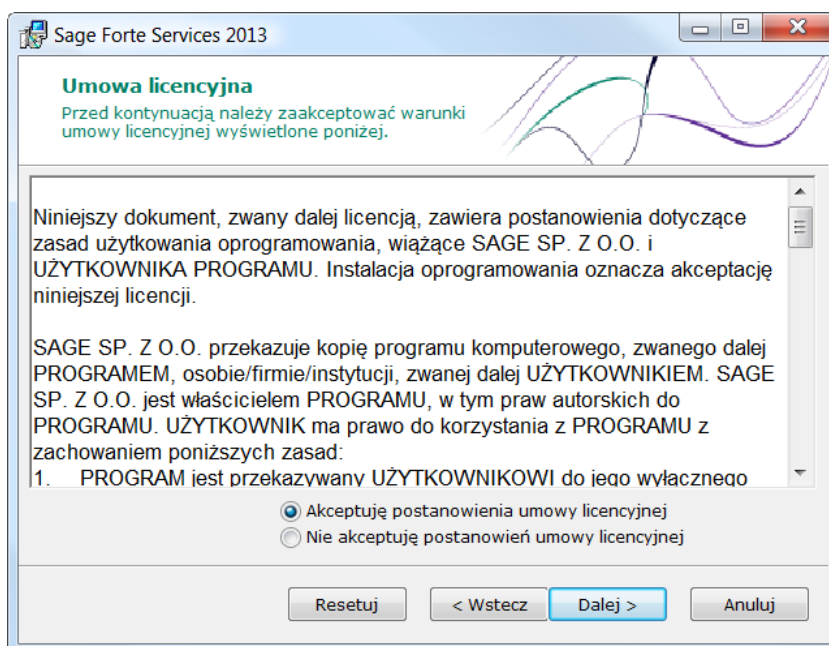 Sage Forte Services 2013
Umowa licencyjna
Przed kontynuacją należy zaakceptować warunki
umowy licencyjnej wyświetlone poniżej.
Niniejszy dokument, zwany dalej licencją, zawiera postanowienia dotyczące
zasad użytkowania oprogramowania, wiążące SAGE SP. Z O.O. i
UŻYTKOWNIKA PROGRAMU. Instalacja oprogramowania oznacza akceptację
niniejszej licencji.
SAGE SP. Z O.O. przekazuje kopię programu komputerowego, zwanego dalej
PROGRAMEM, osobie/firmie/instytucji, zwanej dalej UŻYTKOWNIKIEM. SAGE
SP. Z O.O. jest właścicielem PROGRAMU, w tym praw autorskich do
PROGRAMU. UŻYTKOWNIK ma prawo do korzystania z PROGRAMU z
zachowaniem poniższych zasad:
1. PROGRAM jest przekazywany UŻYTKOWNIKOWI do jego wyłącznego
Akceptuję postanowienia umowy licencyjnej
Nie akceptuję postanowień umowy licencyjnej
Resetuj < Wstecz Dalej > Anuluj